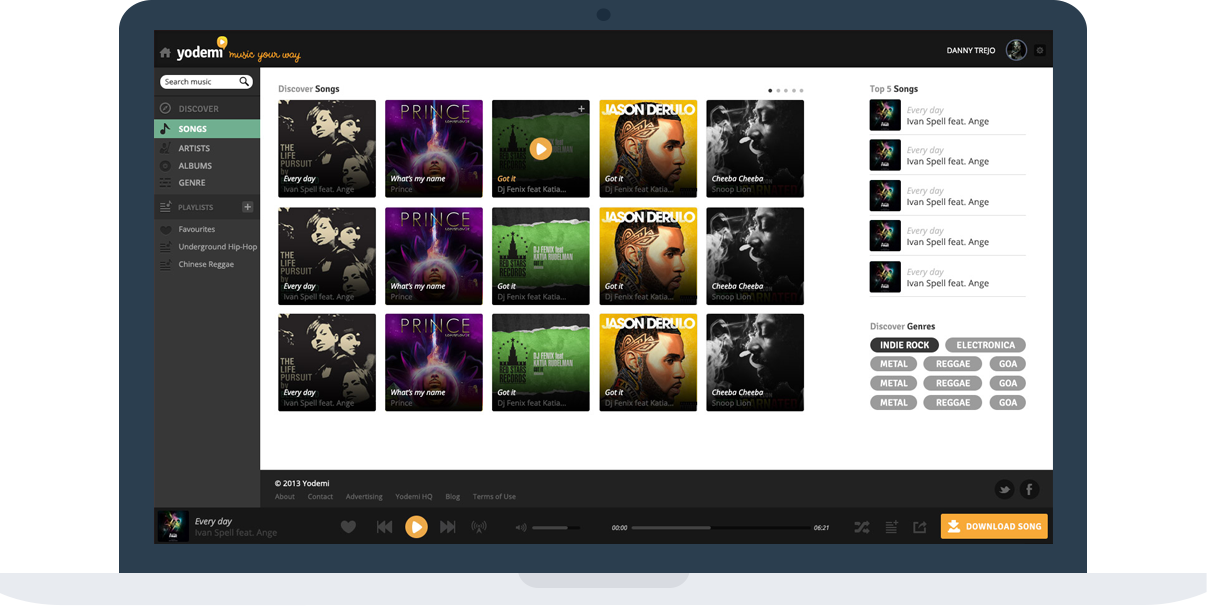 yodemi music your way
DANNY TREJO
Search music
DISCOVER
SONGS
ARTISTS
ALBUMS
GENRE
PLAYLISTS
Favourites
Underground Hip-Hop
Chinese Reggae
Discover Songs
THE LIFE PURSUIT by
Every day
Ivan Spell feat. Ange
PRINCE
What's my name
Prince
Got it
Dj Fenix feat Katia...
JASON DERULO
Got it
Dj Fenix feat Katia...
Cheeba Cheeba
Snoop Lion
THE LIFE PURSUIT by
Every day
Ivan Spell feat. Ange
PRINCE
What's my name
Prince
DJ FENIX feat
KATIA NUDELMAN
RED STARS RECORDS
Got it
Dj Fenix feat Katia...
JASON DERULO
Got it
Dj Fenix feat Katia...
Cheeba Cheeba
Snoop Lion
THE LIFE PURSUIT by
Every day
Ivan Spell feat. Ange
PRINCE
What's my name
Prince
DJ FENIX feat
KATIA NUDELMAN
RED STARS RECORDS
Got it
Dj Fenix feat Katia...
JASON DERULO
Got it
Dj Fenix feat Katia...
Cheeba Cheeba
Snoop Lion
Top 5 Songs
Every day
Ivan Spell feat. Ange
Every day
Ivan Spell feat. Ange
Every day
Ivan Spell feat. Ange
Every day
Ivan Spell feat. Ange
Every day
Ivan Spell feat. Ange
Discover Genres
INDIE ROCK ELECTRONICA
METAL REGGAE GOA
METAL REGGAE GOA
METAL REGGAE GOA
© 2013 Yodemi
About Contact Advertising Yodemi HQ Blog Terms of Use
Every day
Ivan Spell feat. Ange
00:00 06:21
DOWNLOAD SONG